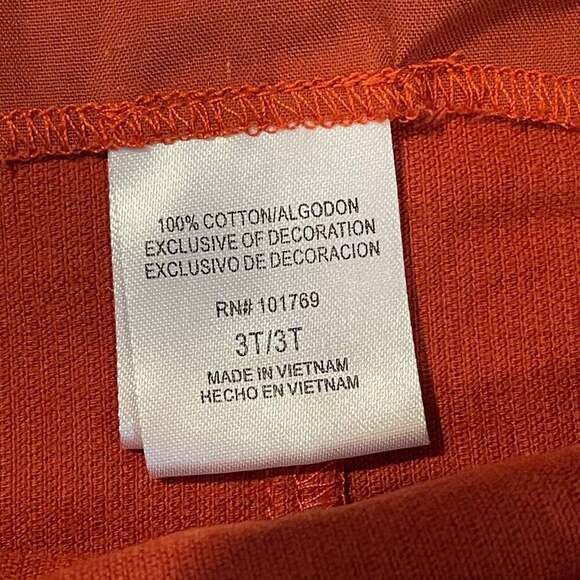 100% COTTON/ALGODON
EXCLUSIVE OF DECORATION
EXCLUSIVO DE DECORACION
RN# 101769
3T/3T
MADE IN VIETNAM
HECHO EN VIETNAM